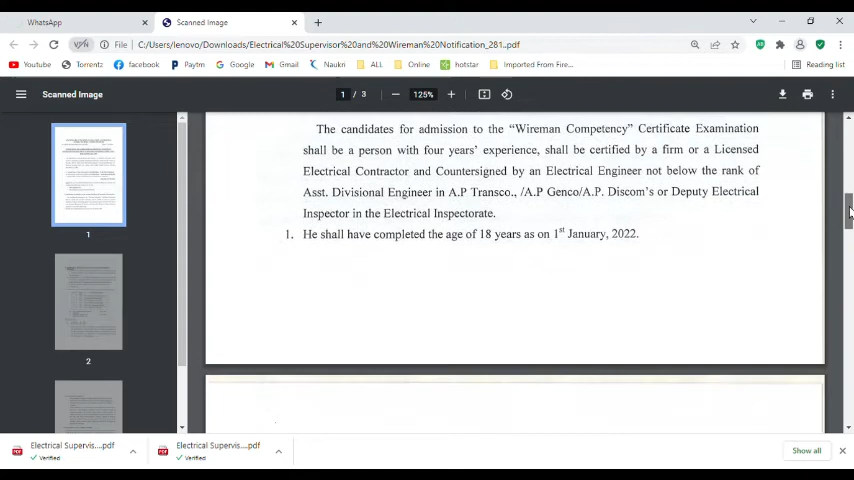 WhatsApp
Scanned Image
VPN
File
C:/Users/lenovo/Downloads/Electrical%20Supervisor%20and%20Wireman%20Notification_281..pdf
Youtube
Torrentz
facebook
Paytm
Google
Gmail
Naukri
ALL
Online
hotstar
Imported From Fire...
Reading list
Scanned Image
1 / 3
125%
The candidates for admission to the “Wireman Competency” Certificate Examination
shall be a person with four years’ experience, shall be certified by a firm or a Licensed
Electrical Contractor and Countersigned by an Electrical Engineer not below the rank of
Asst. Divisional Engineer in A.P Transco., /A.P Genco/A.P. Discom’s or Deputy Electrical
Inspector in the Electrical Inspectorate.
1. He shall have completed the age of 18 years as on 1st January, 2022.
1
2
Electrical Supervis....pdf
Verified
Electrical Supervis....pdf
Verified
Show all